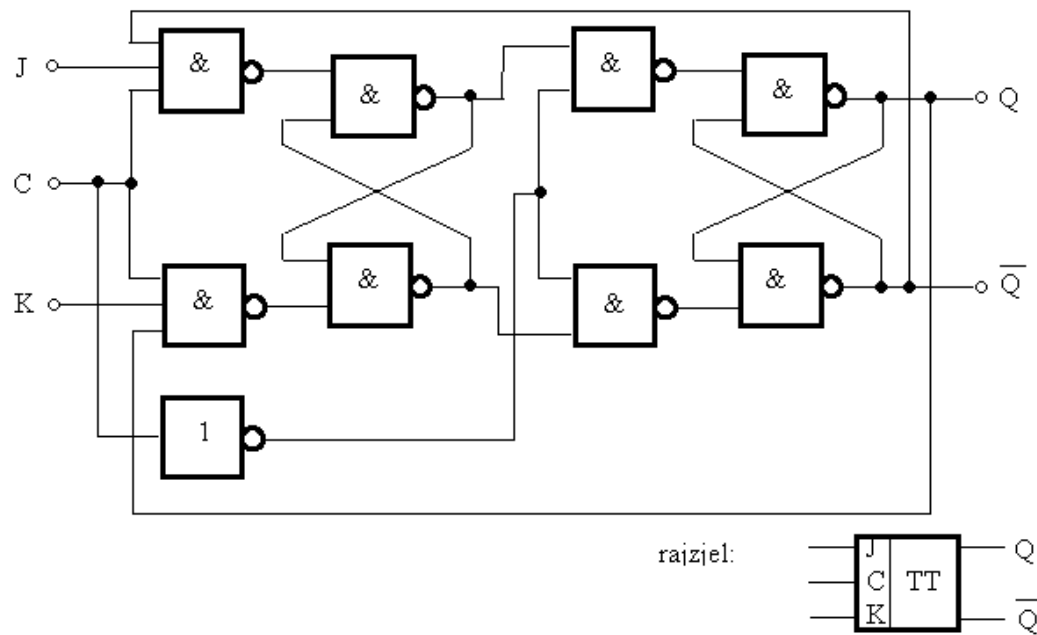 & &
J & & Q
C
& &
K & & Q̅
1
rajzjel:
J Q
C TT
K Q̅